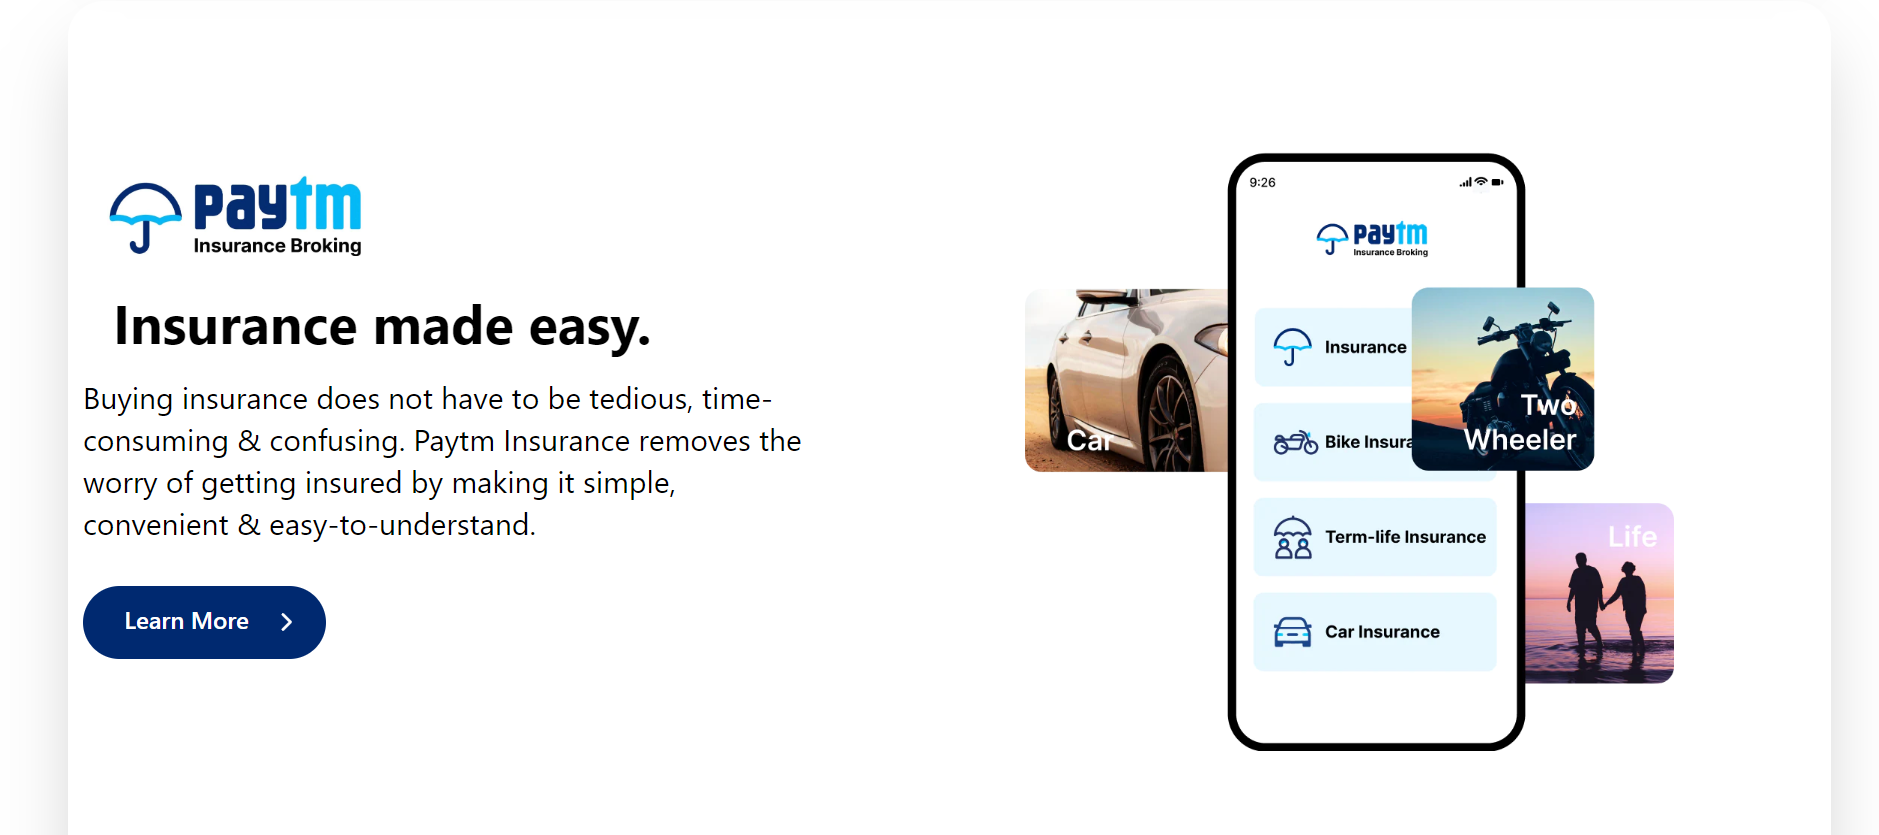 paytm
Insurance Broking
Insurance made easy.
Buying insurance does not have to be tedious, time-
consuming & confusing. Paytm Insurance removes the
worry of getting insured by making it simple,
convenient & easy-to-understand.
Learn More
9:26
paytm
Insurance Broking
Insurance
Bike Insura
Term-life Insurance
Car Insurance
Car
Two
Wheeler
Life